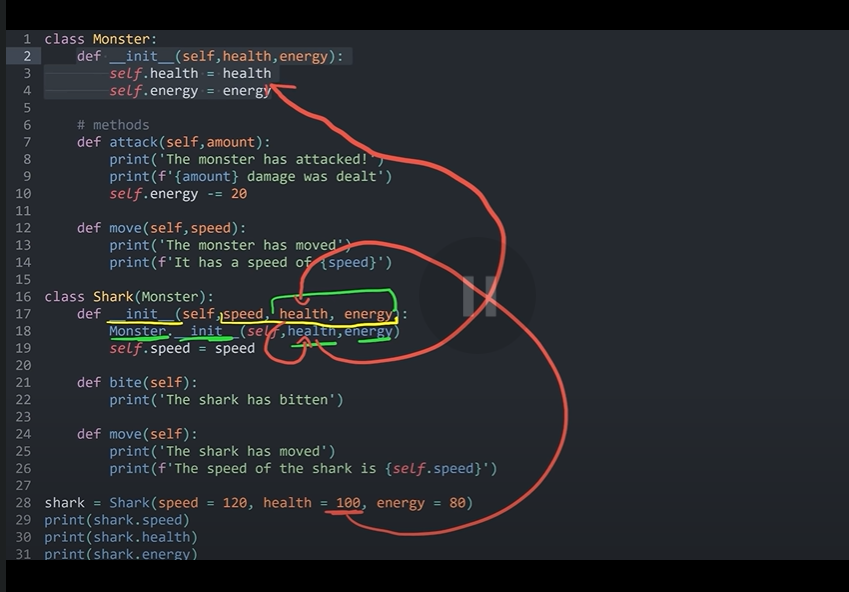 1 class Monster:
2     def __init__(self,health,energy):
3         self.health = health
4         self.energy = energy
5
6     # methods
7     def attack(self,amount):
8         print('The monster has attacked!')
9         print(f'{amount} damage was dealt')
10         self.energy -= 20
11
12     def move(self,speed):
13         print('The monster has moved')
14         print(f'It has a speed of {speed}')
15
16 class Shark(Monster):
17     def __init__(self,speed, health, energy):
18         Monster.__init__(self,health,energy)
19         self.speed = speed
20
21     def bite(self):
22         print('The shark has bitten')
23
24     def move(self):
25         print('The shark has moved')
26         print(f'The speed of the shark is {self.speed}')
27
28 shark = Shark(speed = 120, health = 100, energy = 80)
29 print(shark.speed)
30 print(shark.health)
31 print(shark.energy)